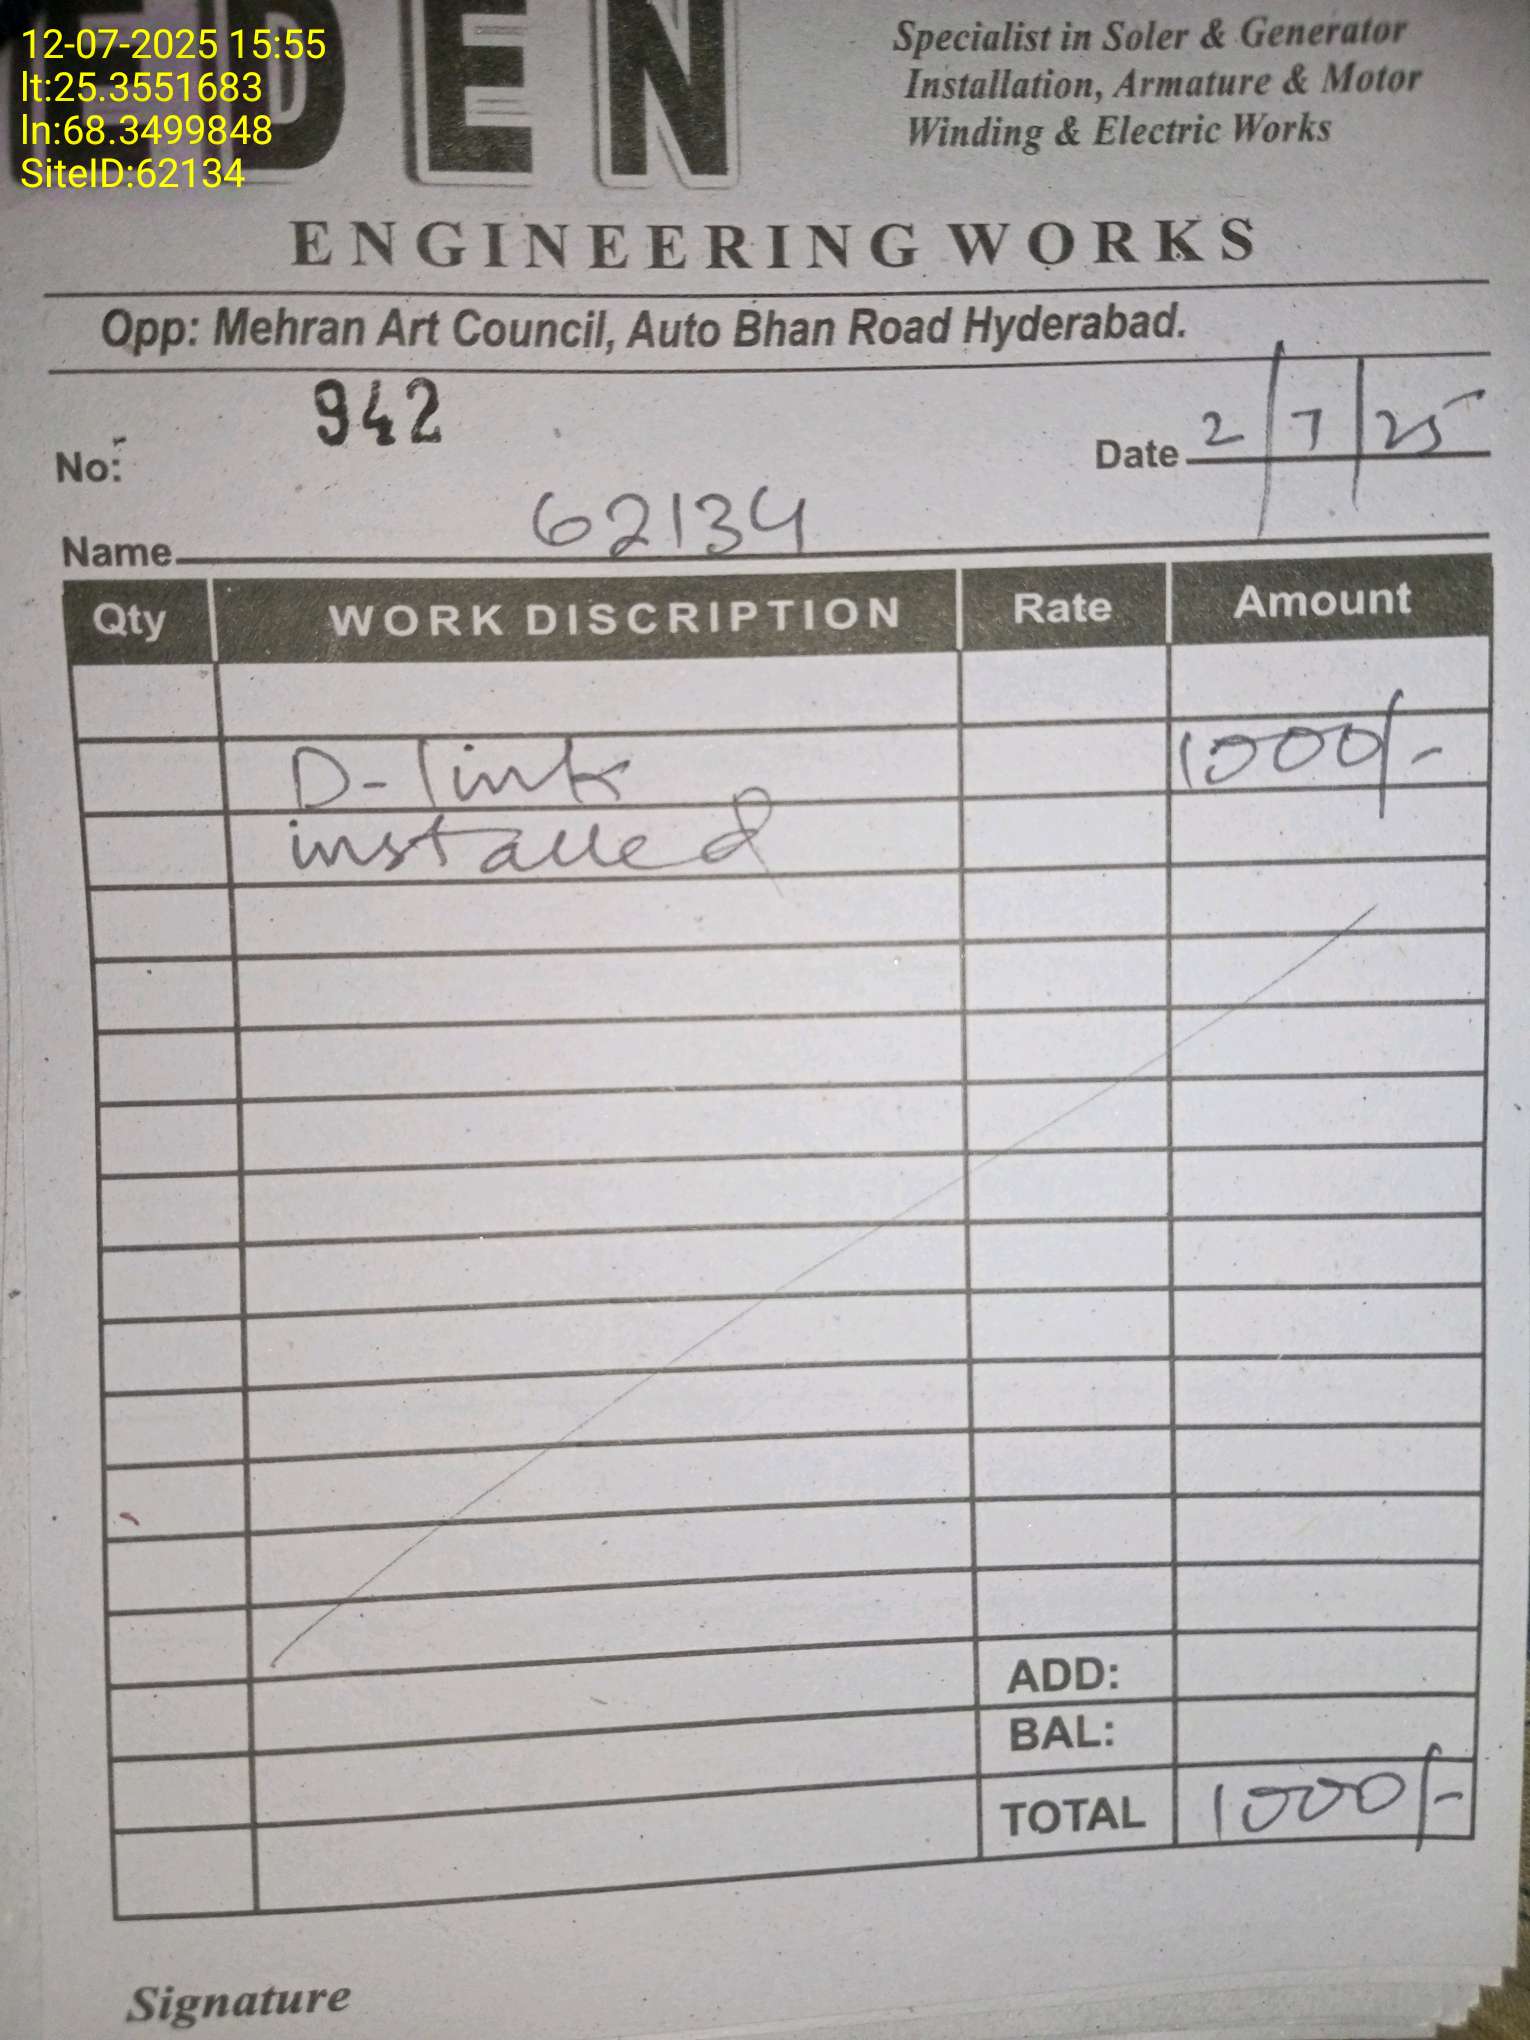 12-07-2025 15:55
lt:25.3551683
ln:68.3499848
SiteID:62134
EDEN
Specialist in Soler & Generator
Installation, Armature & Motor
Winding & Electric Works
ENGINEERING WORKS
Opp: Mehran Art Council, Auto Bhan Road Hyderabad.
No: 942
Date 2/7/25
Name 62134
Qty WORK DISCRIPTION Rate Amount
D-link 1000/-
installed
ADD:
BAL:
TOTAL 1000/-
Signature